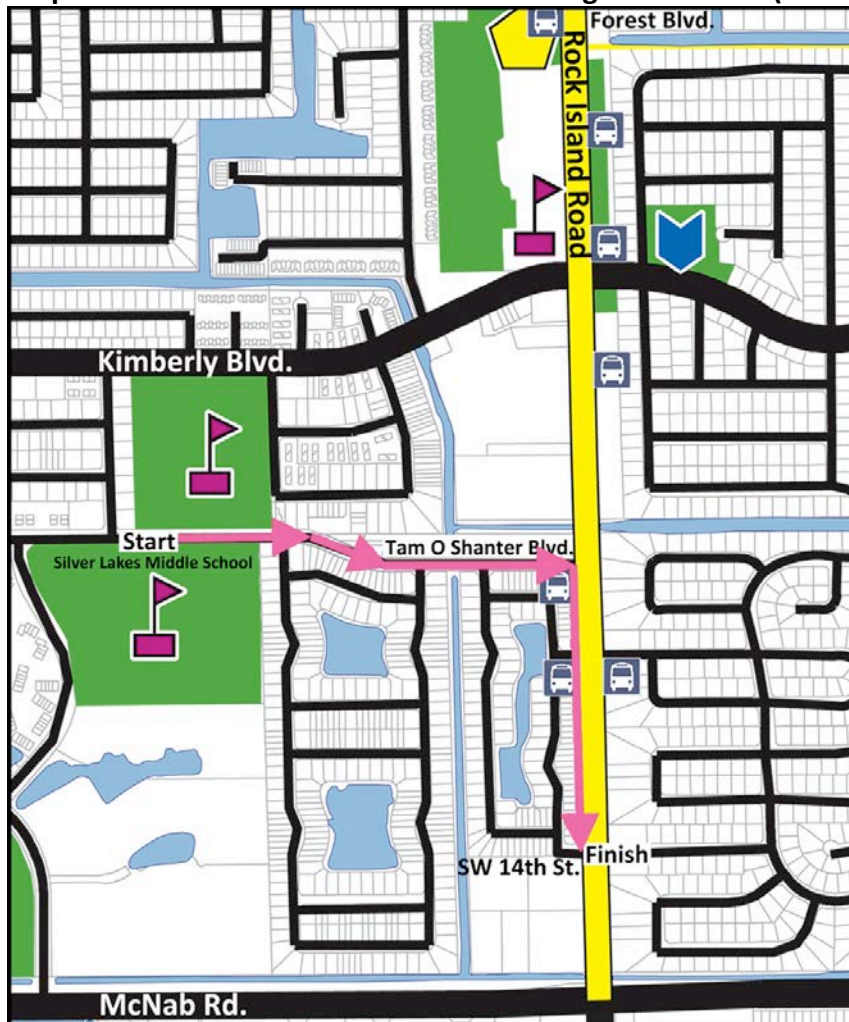 Forest Blvd.
Rock Island Road
Kimberly Blvd.
Start
Tam O Shanter Blvd.
Silver Lakes Middle School
SW 14th St.
Finish
McNab Rd.